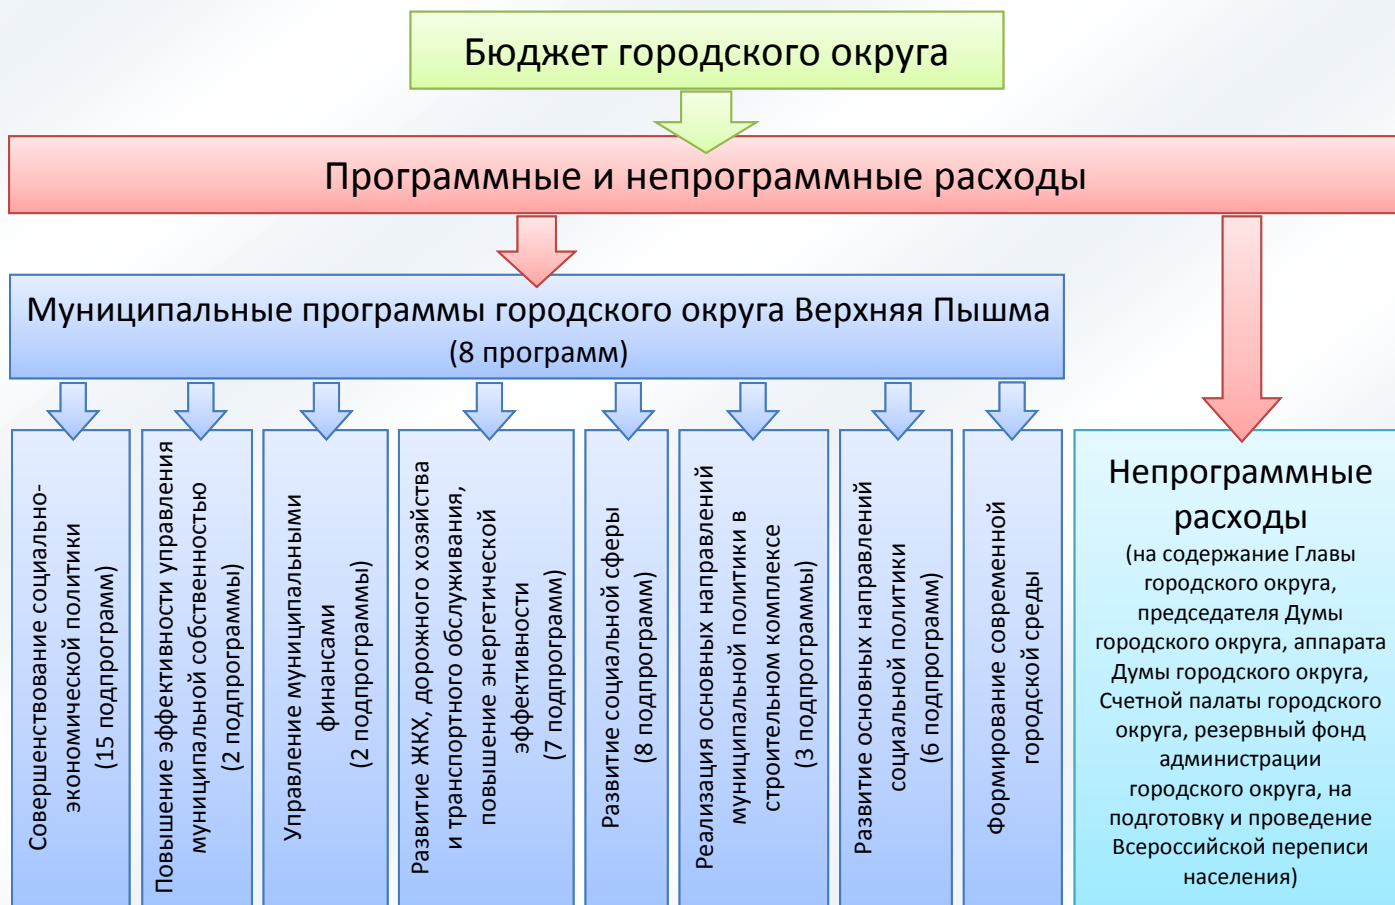 Бюджет городского округа
Программные и непрограммные расходы
Муниципальные программы городского округа Верхняя Пышма
(8 программ)
Совершенствование социально-
экономической политики
(15 подпрограмм)
Повышение эффективности управления
муниципальной собственностью
(2 подпрограммы)
Управление муниципальными
финансами
(2 подпрограммы)
Развитие ЖКХ, дорожного хозяйства
и транспортного обслуживания,
повышение энергетической
эффективности
(7 подпрограмм)
Развитие социальной сферы
(8 подпрограмм)
Реализация основных направлений
муниципальной политики в
строительном комплексе
(3 подпрограммы)
Развитие основных направлений
социальной политики
(6 подпрограмм)
Формирование современной
городской среды
Непрограммные
расходы
(на содержание Главы
городского округа,
председателя Думы
городского округа, аппарата
Думы городского округа,
Счетной палаты городского
округа, резервный фонд
администрации
городского округа, на
подготовку и проведение
Всероссийской переписи
населения)